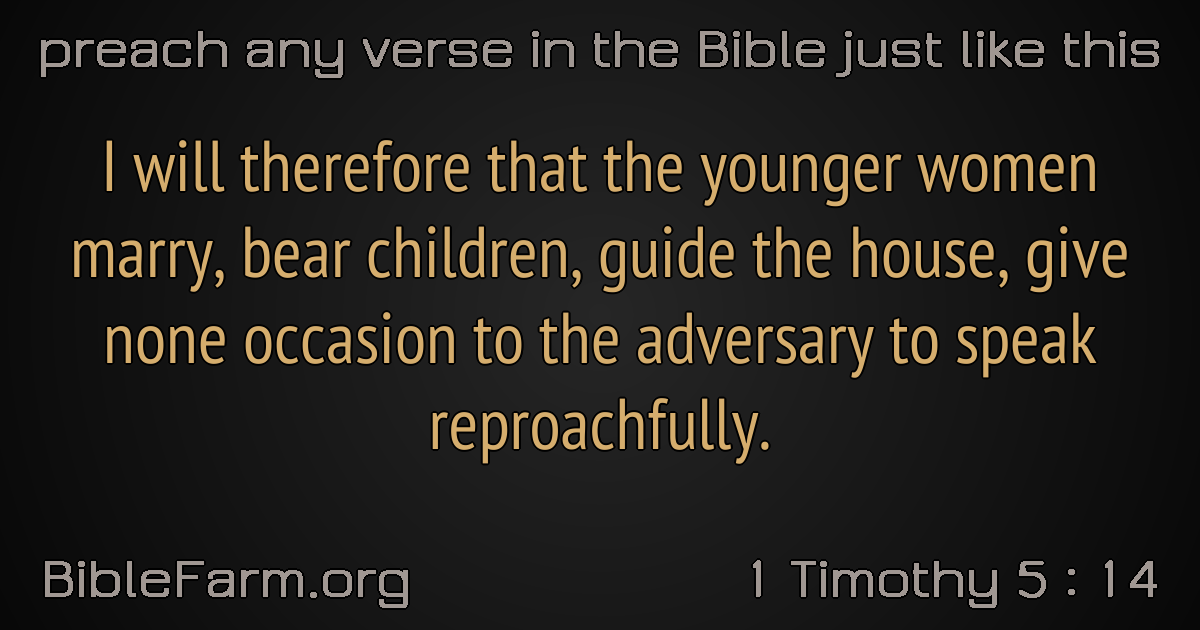 preach any verse in the Bible just like this
I will therefore that the younger women
marry, bear children, guide the house, give
none occasion to the adversary to speak
reproachfully.
BibleFarm.org
1 Timothy 5 : 14